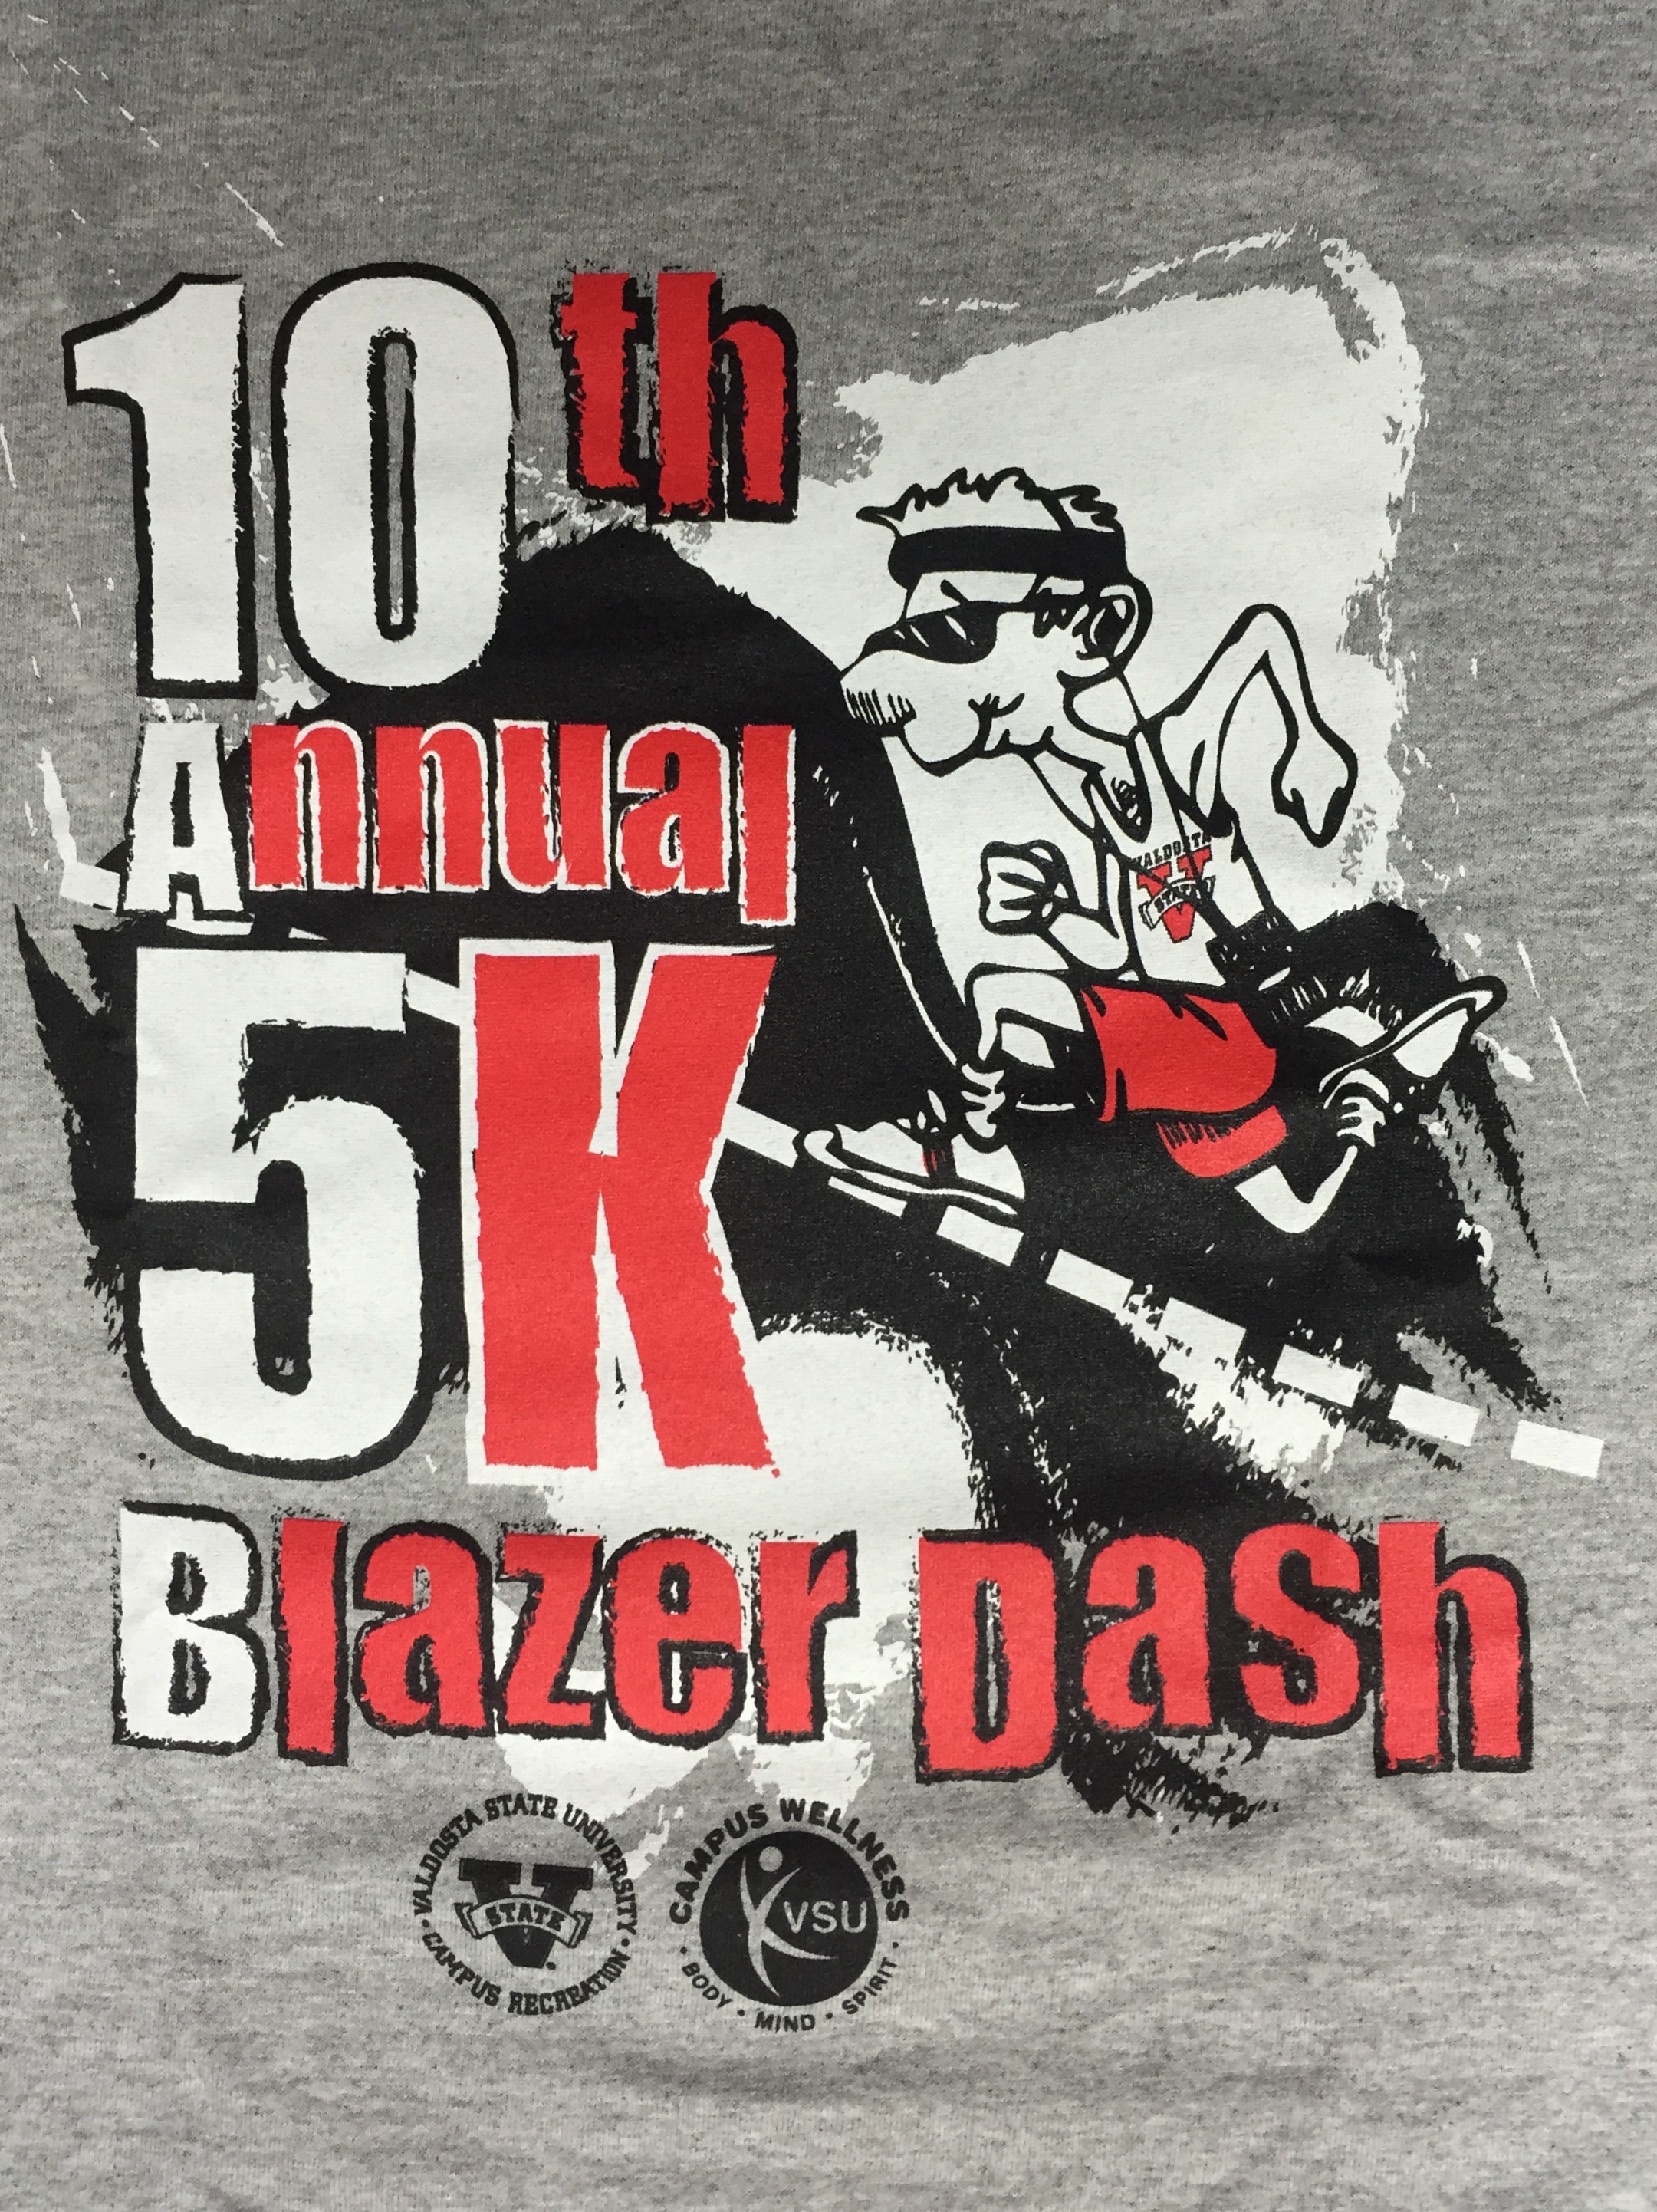 10th
Annual
5K
Blazer Dash
VALDOSTA
V
STATE
VALDOSTA STATE UNIVERSITY
• CAMPUS RECREATION •
V
STATE
CAMPUS WELLNESS
VSU
• BODY • MIND • SPIRIT •